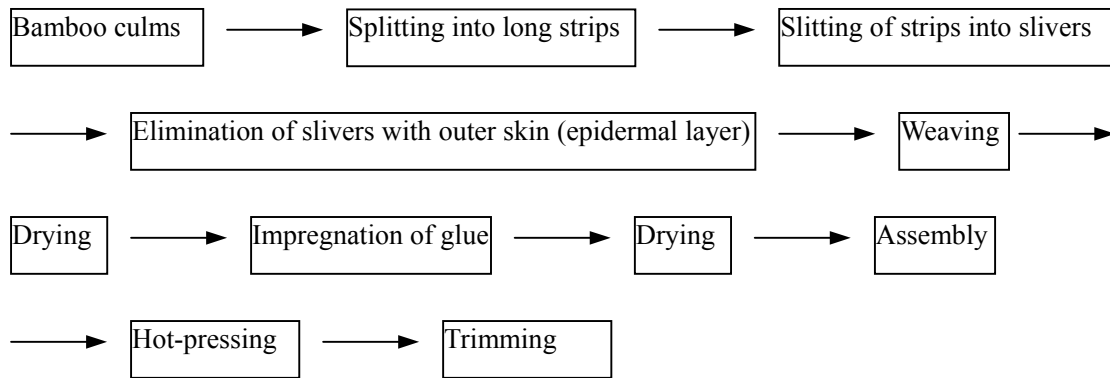 Bamboo culms Splitting into long strips Slitting of strips into slivers
Elimination of slivers with outer skin (epidermal layer) Weaving
Drying Impregnation of glue Drying Assembly
Hot-pressing Trimming